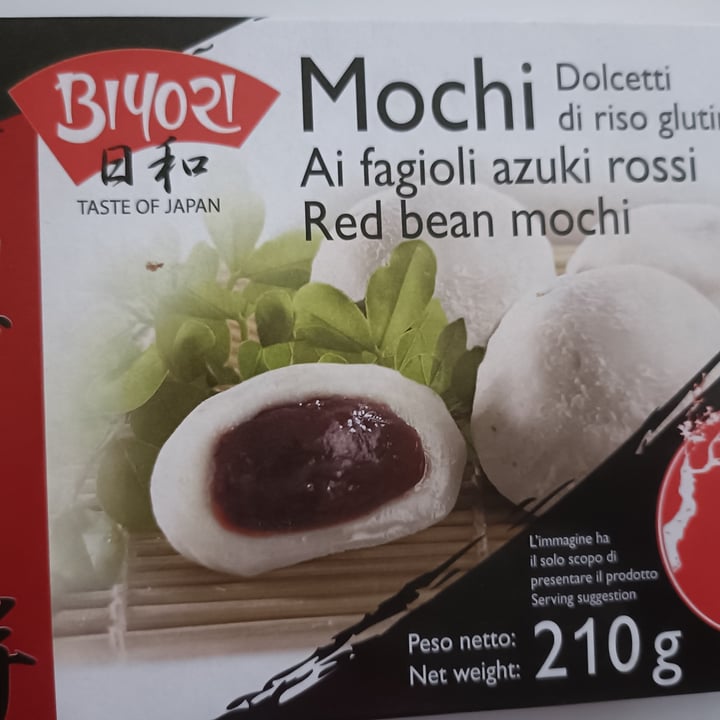 BIYORI
日和
TASTE OF JAPAN
Mochi
Dolcetti
di riso
Ai fagioli azuki rossi
Red bean mochi
L'immagine ha
il solo scopo di
presentare il prodotto
Serving suggestion
Peso netto:
Net weight:
210g